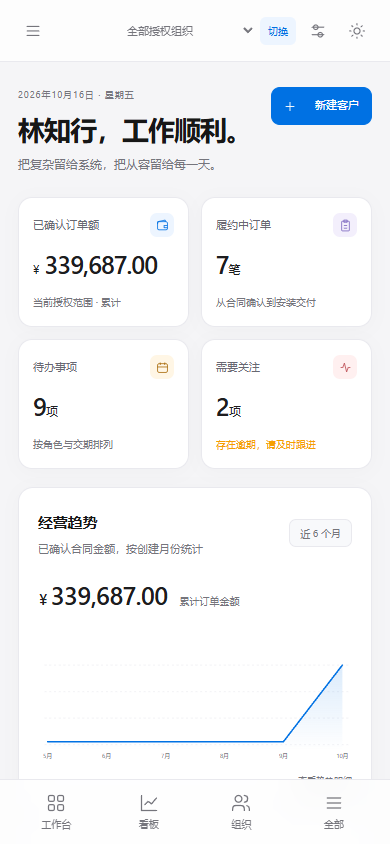 全部授权组织
切换
2026年10月16日 · 星期五
林知行，工作顺利。
把复杂留给系统，把从容留给每一天。
+ 新建客户
已确认订单额
¥ 339,687.00
当前授权范围 · 累计
履约中订单
7笔
从合同确认到安装交付
待办事项
9项
按角色与交期排列
需要关注
2项
存在逾期，请及时跟进
经营趋势
已确认合同金额，按创建月份统计
近 6 个月
¥ 339,687.00 累计订单金额
5月 6月 7月 8月 9月 10月
工作台 看板 组织 全部